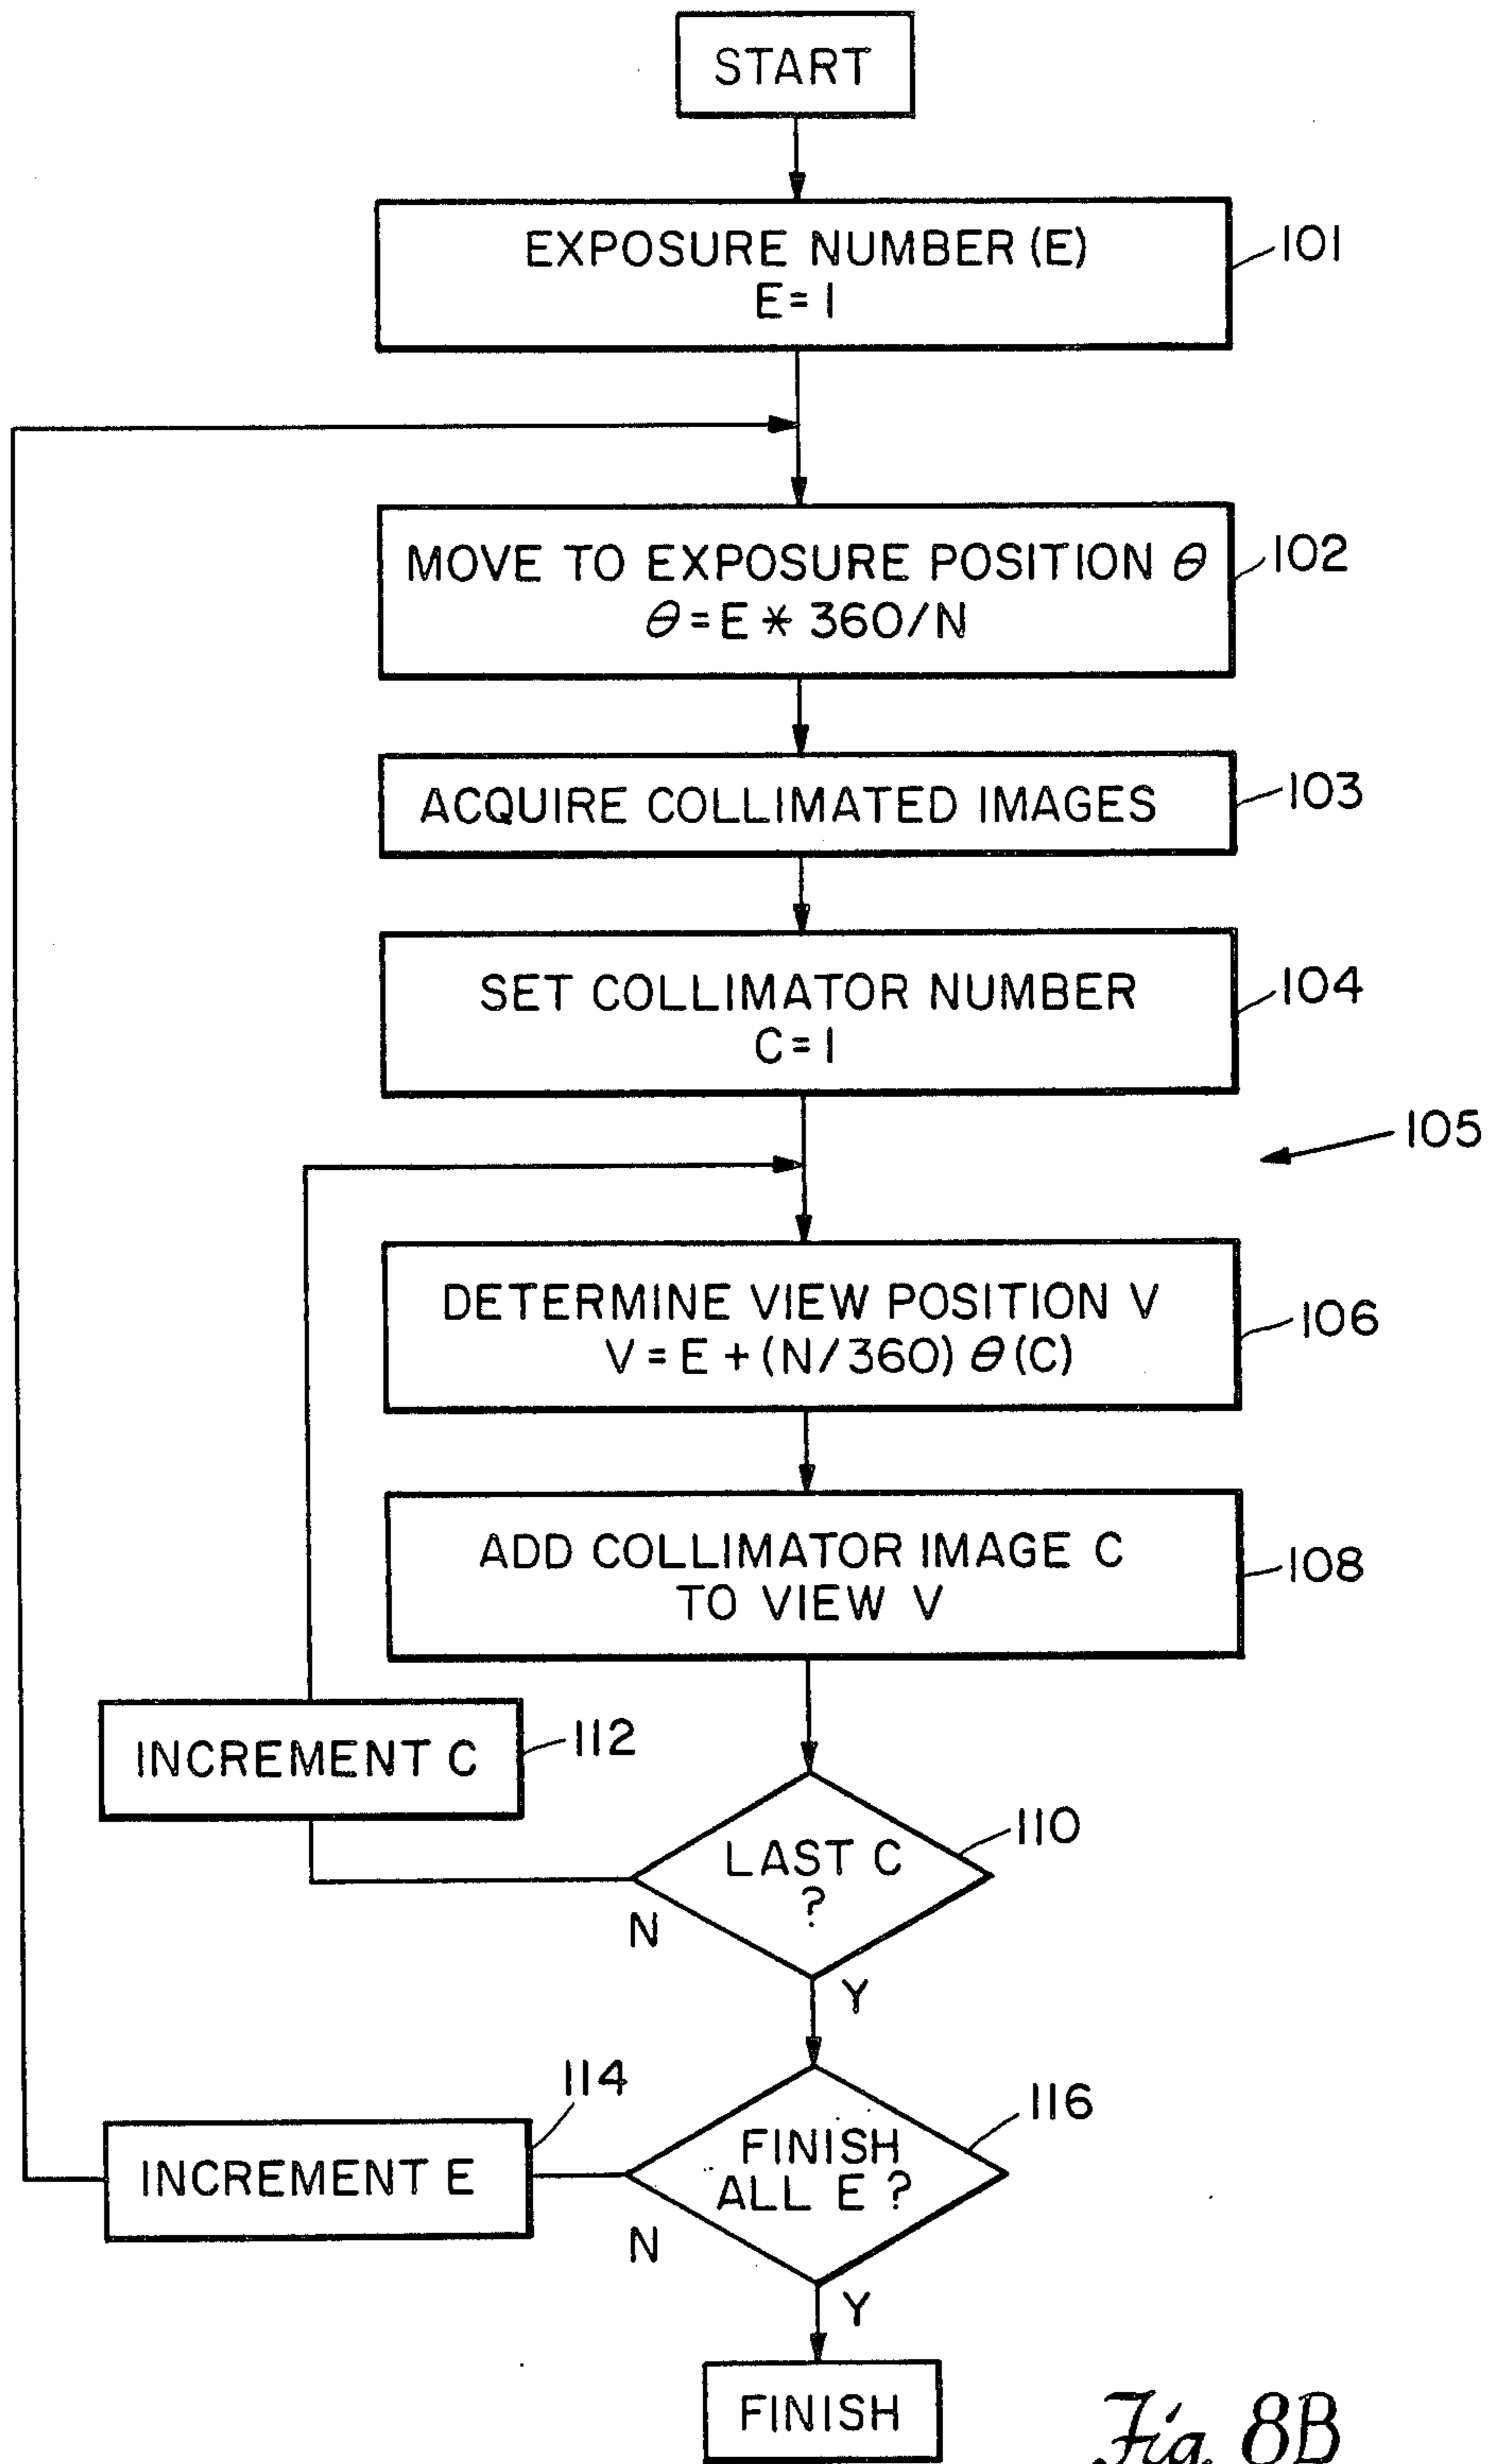 START
EXPOSURE NUMBER (E)
E = 1
101
MOVE TO EXPOSURE POSITION θ
θ = E * 360/N
102
ACQUIRE COLLIMATED IMAGES
103
SET COLLIMATOR NUMBER
C = 1
104
105
DETERMINE VIEW POSITION V
V = E + (N/360) θ (C)
106
ADD COLLIMATOR IMAGE C
TO VIEW V
108
INCREMENT C
112
LAST C
?
110
N
Y
114
INCREMENT E
FINISH
ALL E ?
116
N
Y
FINISH
Fig. 8B